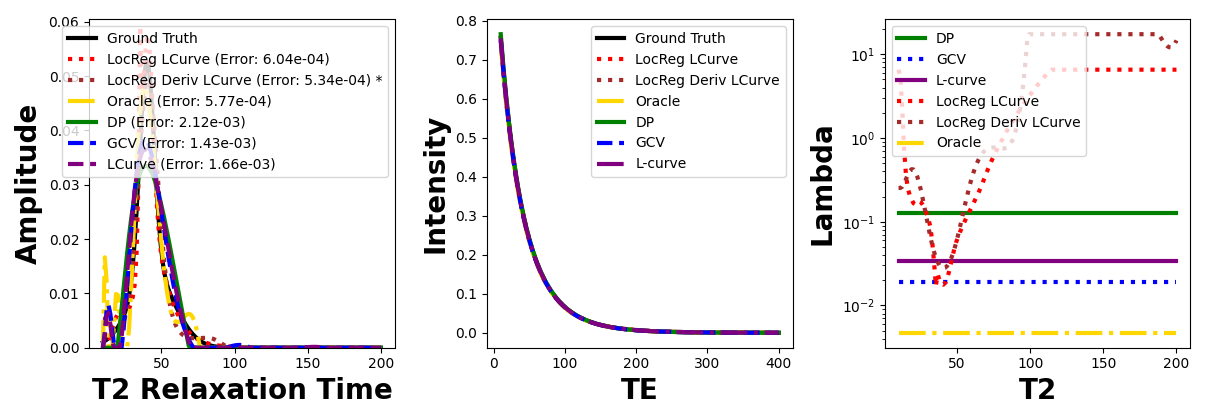 0.06
0.05
0.04
0.03
0.02
0.01
0.00
Amplitude
Ground Truth
LocReg LCurve (Error: 6.04e-04)
LocReg Deriv LCurve (Error: 5.34e-04) *
Oracle (Error: 5.77e-04)
DP (Error: 2.12e-03)
GCV (Error: 1.43e-03)
LCurve (Error: 1.66e-03)
50 100 150 200
T2 Relaxation Time
0.8
0.7
0.6
0.5
0.4
0.3
0.2
0.1
0.0
Intensity
Ground Truth
LocReg LCurve
LocReg Deriv LCurve
Oracle
DP
GCV
L-curve
0 100 200 300 400
TE
10¹
10⁰
10⁻¹
10⁻²
Lambda
DP
GCV
L-curve
LocReg LCurve
LocReg Deriv LCurve
Oracle
50 100 150 200
T2